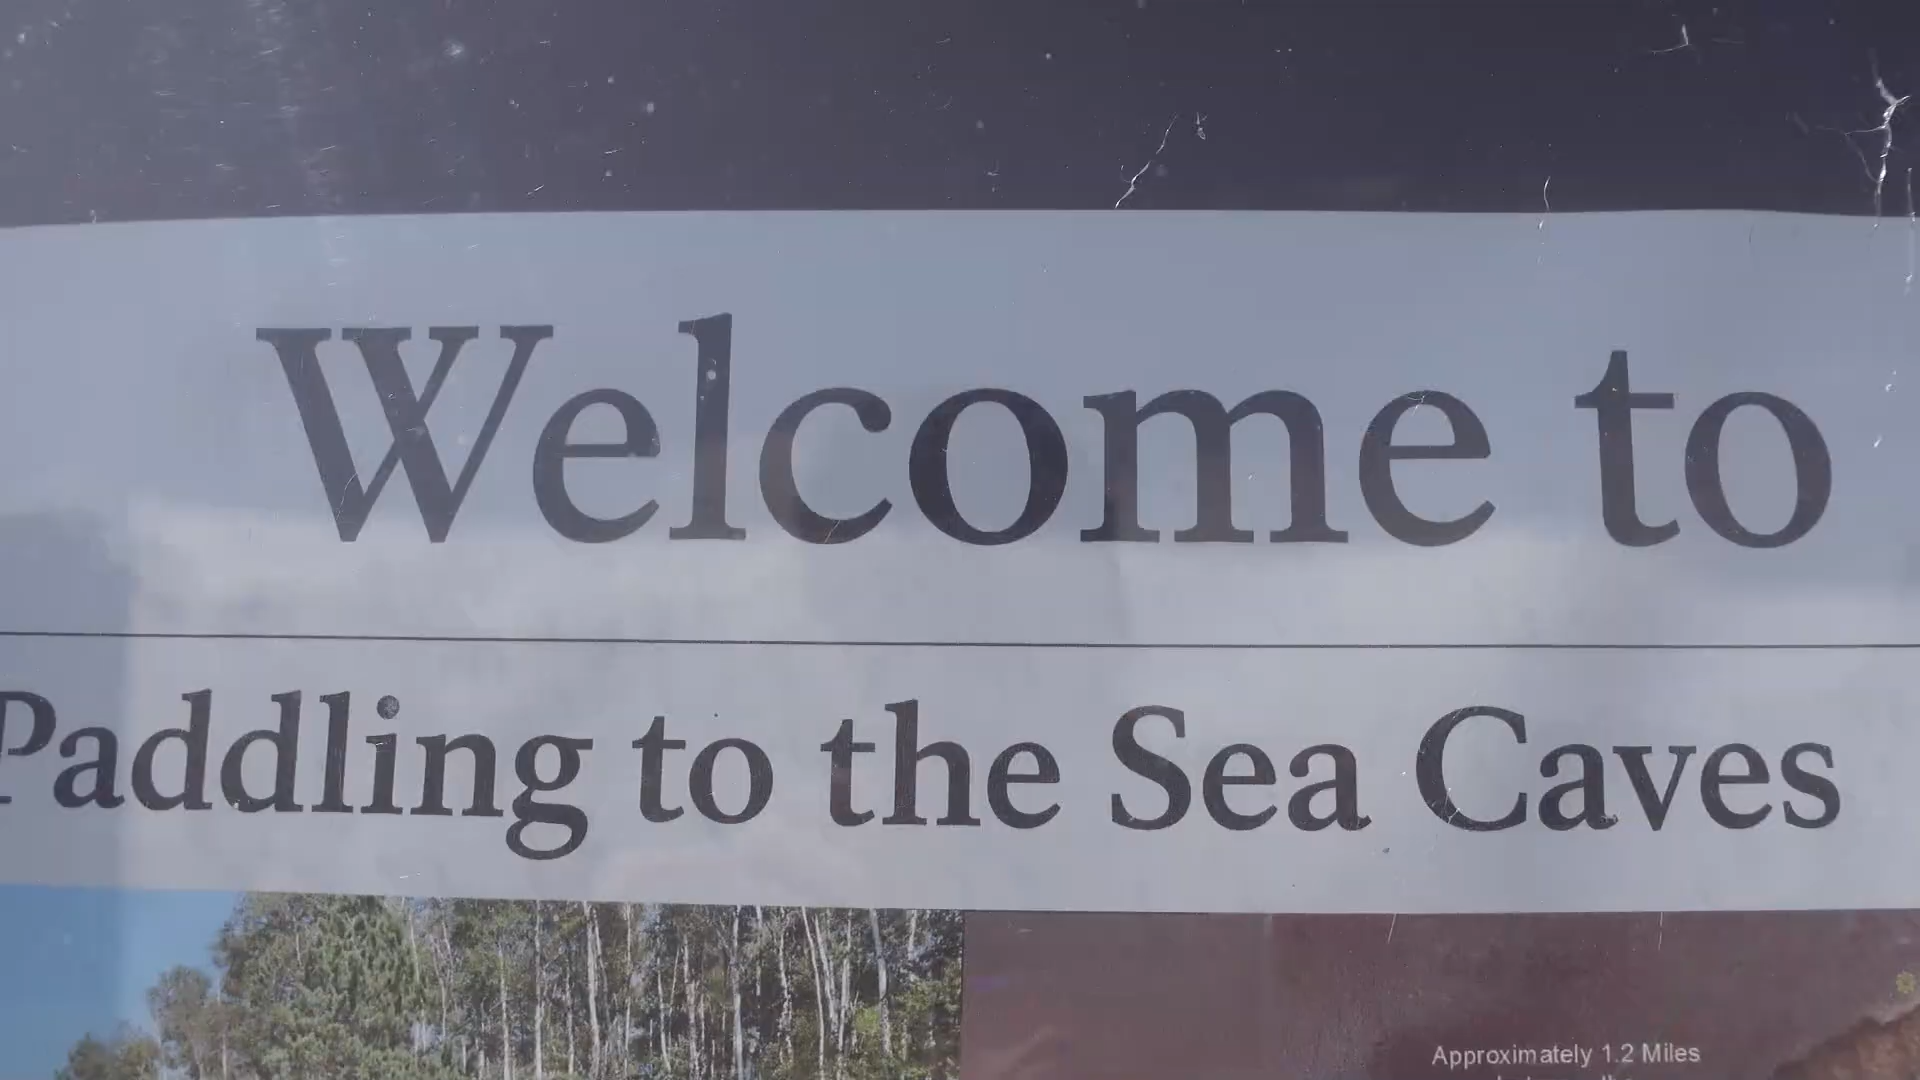 Welcome to
Paddling to the Sea Caves
Approximately 1.2 Miles